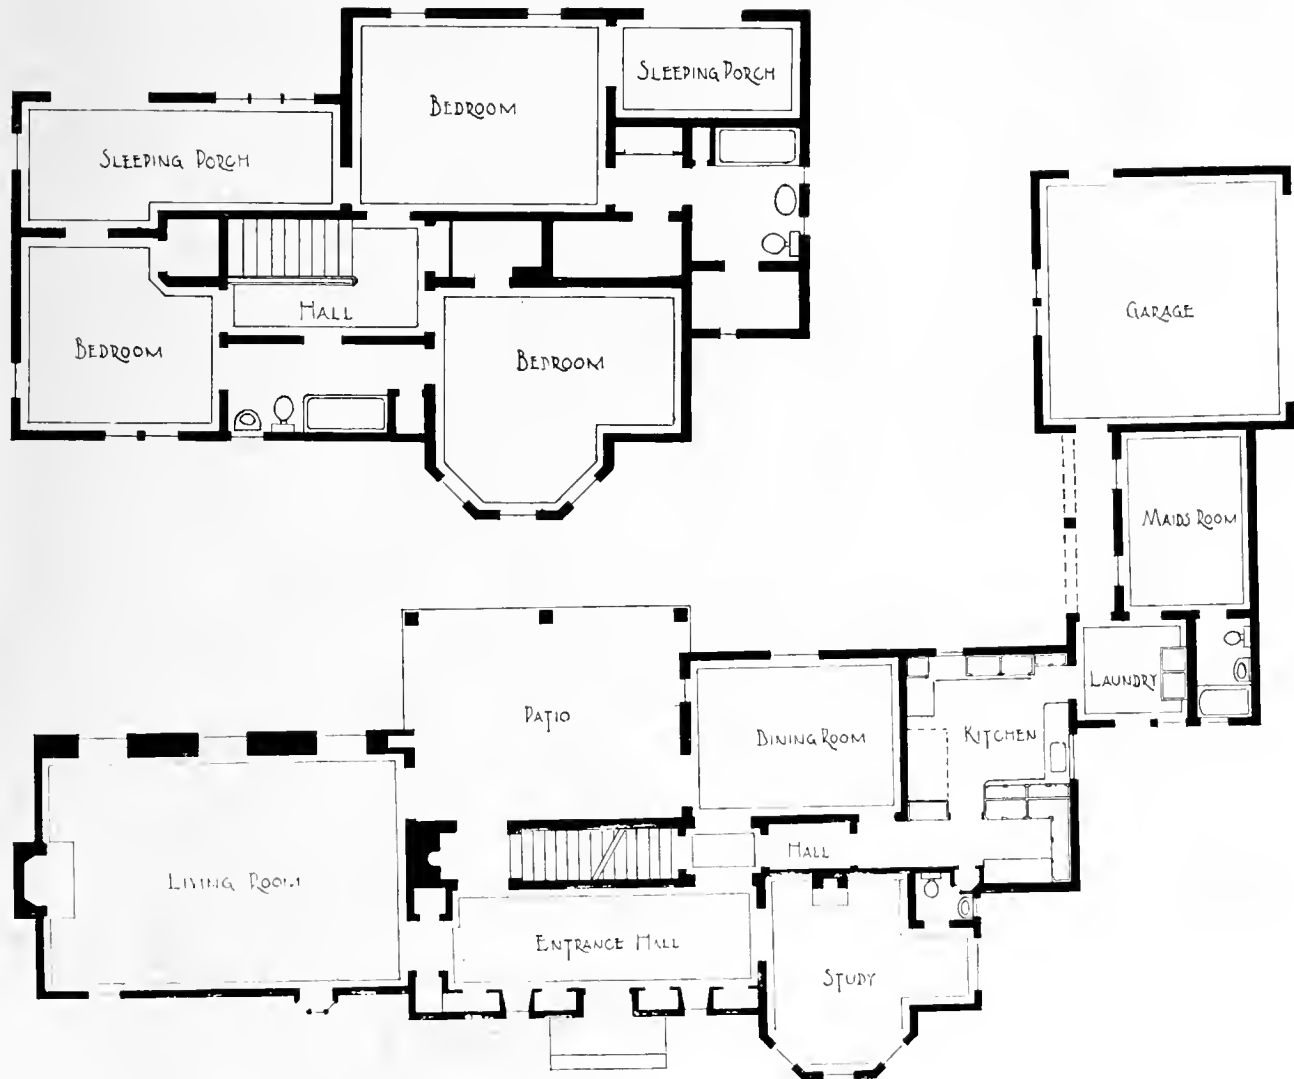 BEDROOM
SLEEPING PORCH
SLEEPING PORCH
HALL
BEDROOM
BEDROOM
GARAGE
MAIDS ROOM
LAUNDRY
PATIO
DINING ROOM
KITCHEN
HALL
LIVING ROOM
ENTRANCE HALL
STUDY